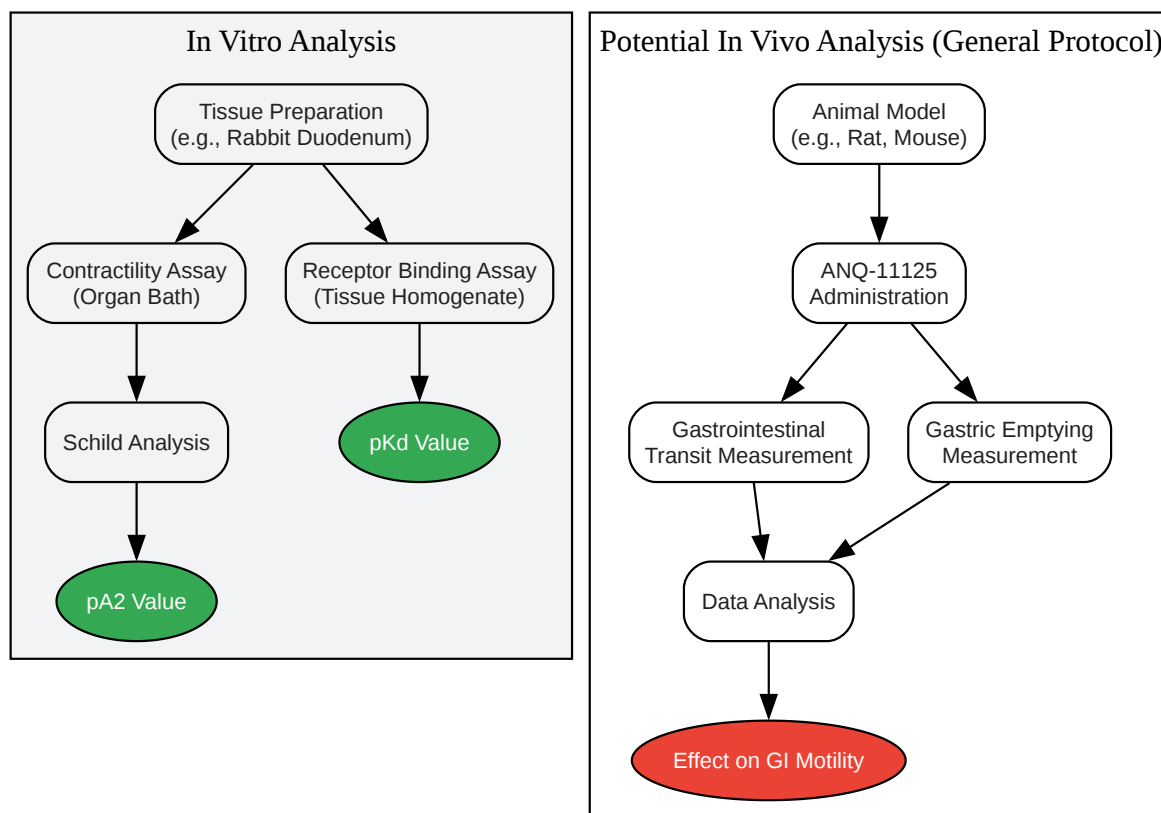 In Vitro Analysis
Tissue Preparation
(e.g., Rabbit Duodenum)
Contractility Assay
(Organ Bath)
Receptor Binding Assay
(Tissue Homogenate)
Schild Analysis
pKd Value
pA2 Value
Potential In Vivo Analysis (General Protocol)
Animal Model
(e.g., Rat, Mouse)
ANQ-11125
Administration
Gastrointestinal
Transit Measurement
Gastric Emptying
Measurement
Data Analysis
Effect on GI Motility